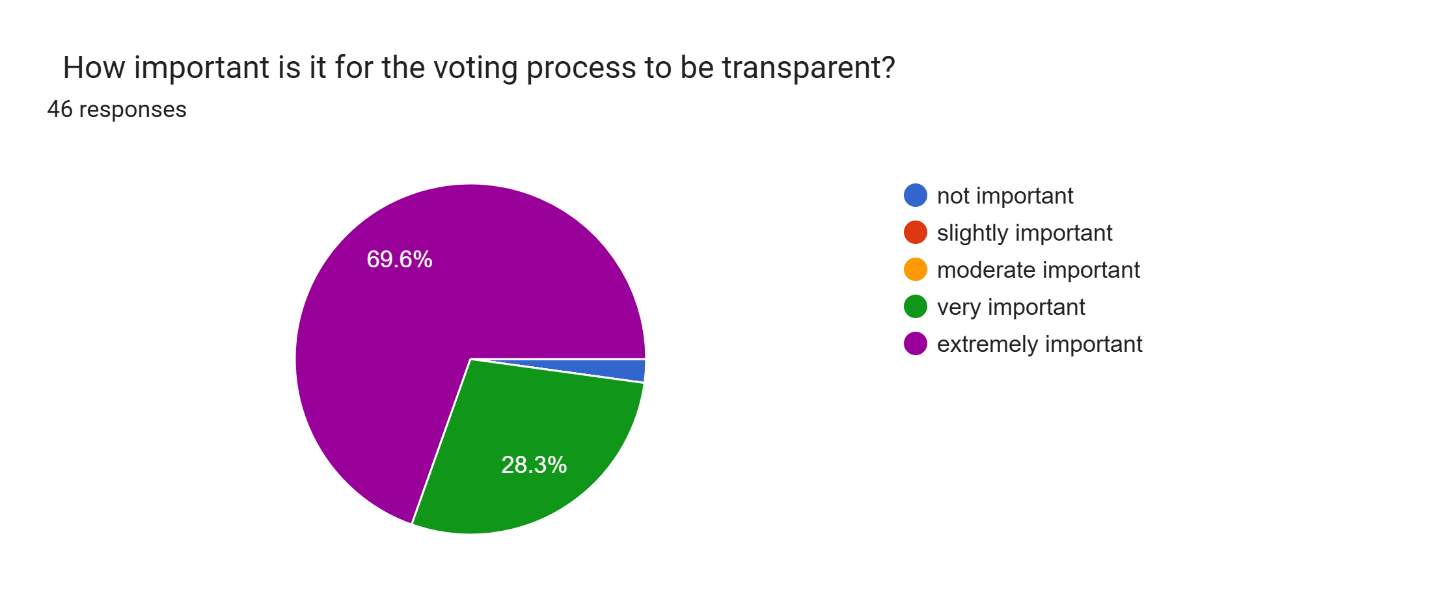 How important is it for the voting process to be transparent?
46 responses
69.6%
28.3%
not important
slightly important
moderate important
very important
extremely important